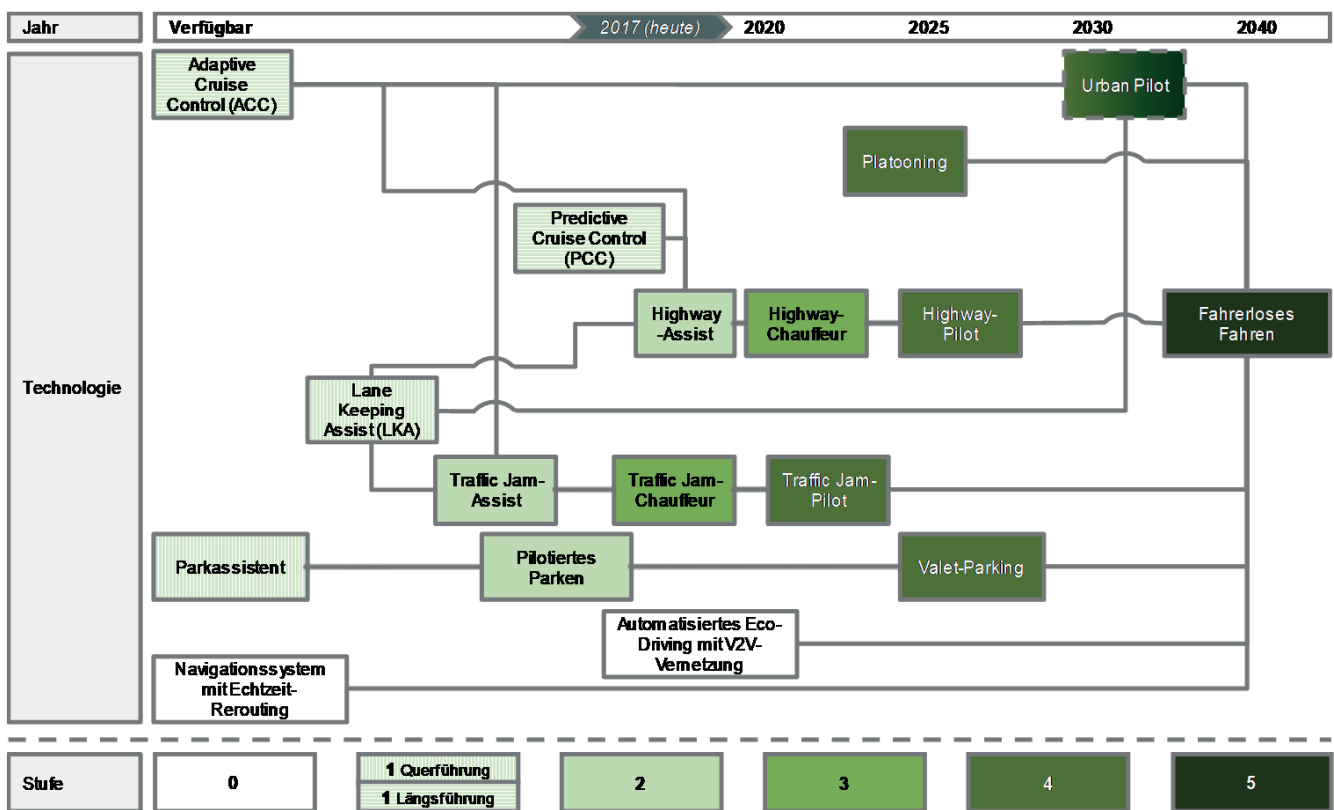 Jahr
Verfügbar
2017 (heute)
2020
2025
2030
2040
Technologie
Adaptive
Cruise
Control (ACC)
Urban Pilot
Platooning
Predictive
Cruise Control
(PCC)
Highway
-Assist
Highway-
Chauffeur
Highway-
Pilot
Fahrerloses
Fahren
Lane
Keeping
Assist (LKA)
Traffic Jam-
Assist
Traffic Jam-
Chauffeur
Traffic Jam-
Pilot
Parkassistent
Pilotiertes
Parken
Valet-Parking
Automatisiertes Eco-
Driving mit V2V-
Vernetzung
Navigationssystem
mit Echtzeit-
Rerouting
Stufe
0
1 Querführung
1 Längsführung
2
3
4
5